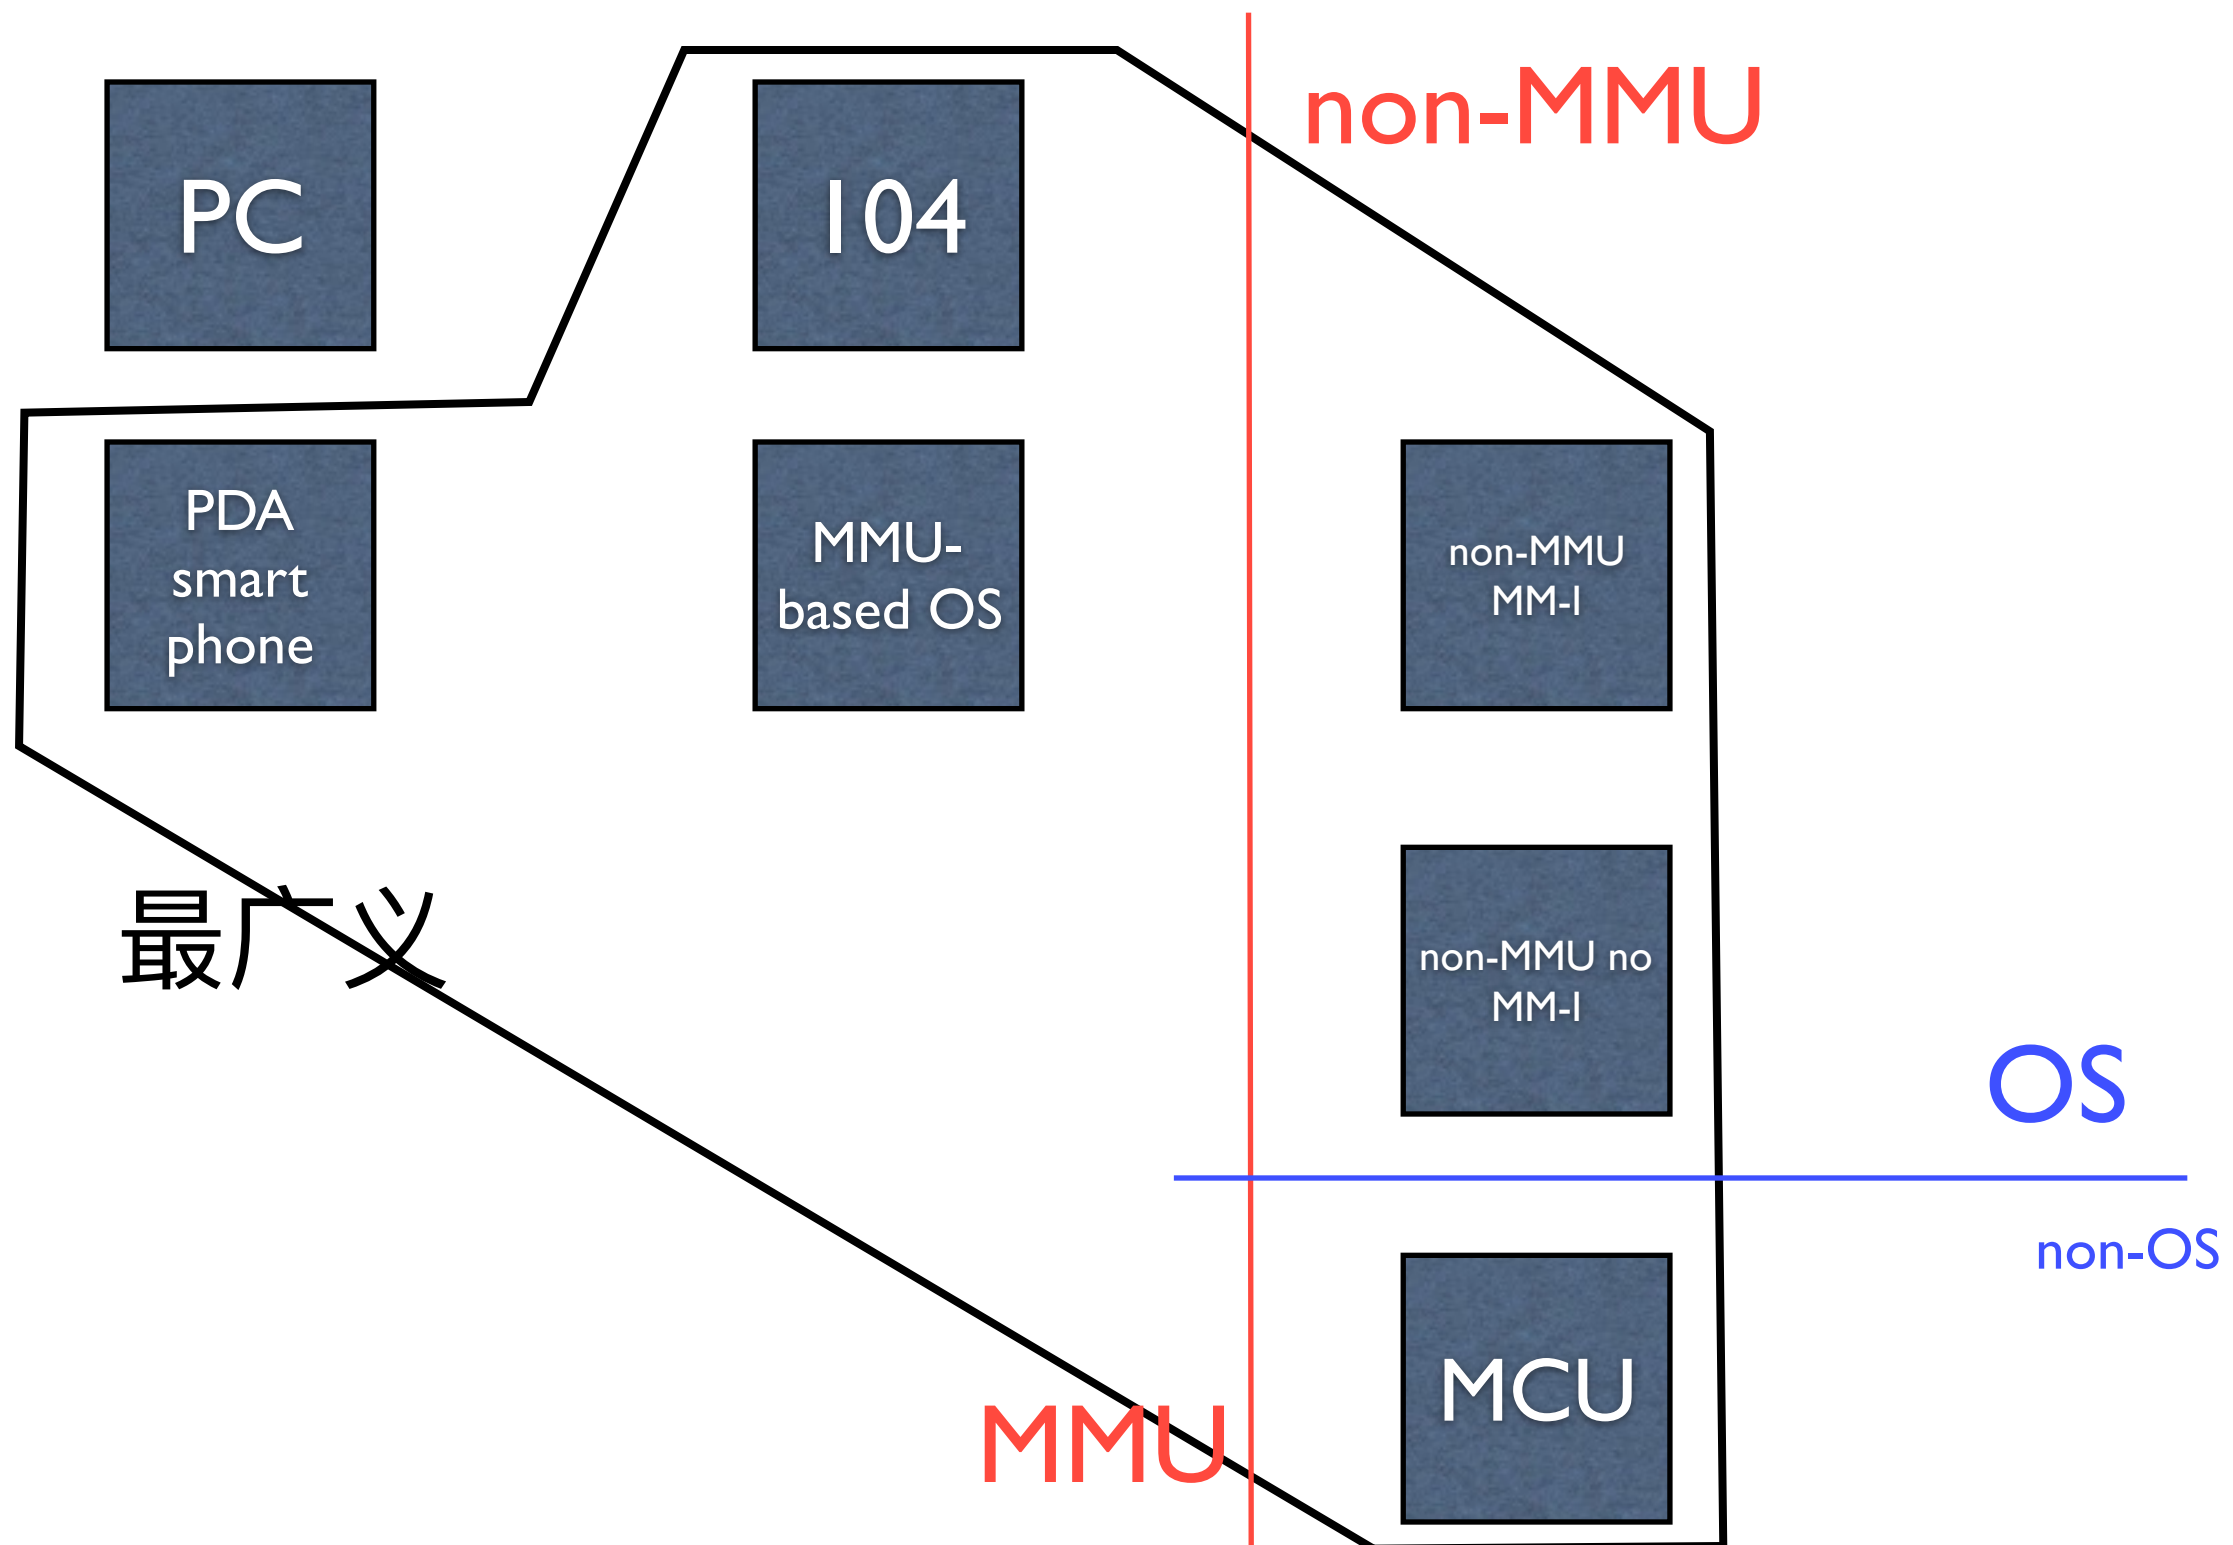 non-MMU
PC
104
PDA
smart
phone
MMU-
based OS
non-MMU
MM-I
最广义
non-MMU no
MM-I
OS
non-OS
MCU
MMU